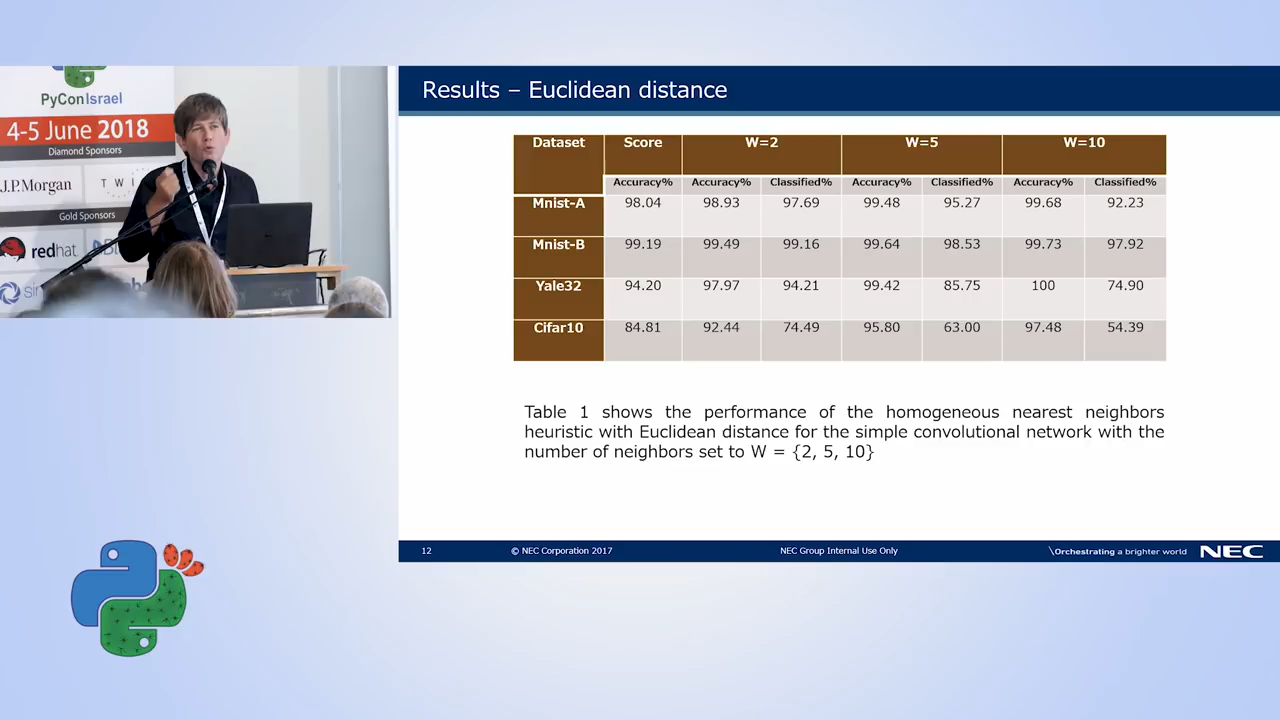 PyConIsrael
4-5 June 2018
Diamond Sponsors
J.P.Morgan
Gold Sponsors
redhat
Results – Euclidean distance
Dataset Score W=2 W=5 W=10
Accuracy% Accuracy% Classified% Accuracy% Classified% Accuracy% Classified%
Mnist-A 98.04 98.93 97.69 99.48 95.27 99.68 92.23
Mnist-B 99.19 99.49 99.16 99.64 98.53 99.73 97.92
Yale32 94.20 97.97 94.21 99.42 85.75 100 74.90
Cifar10 84.81 92.44 74.49 95.80 63.00 97.48 54.39
Table 1 shows the performance of the homogeneous nearest neighbors
heuristic with Euclidean distance for the simple convolutional network with the
number of neighbors set to W = {2, 5, 10}
12 © NEC Corporation 2017 NEC Group Internal Use Only \Orchestrating a brighter world NEC